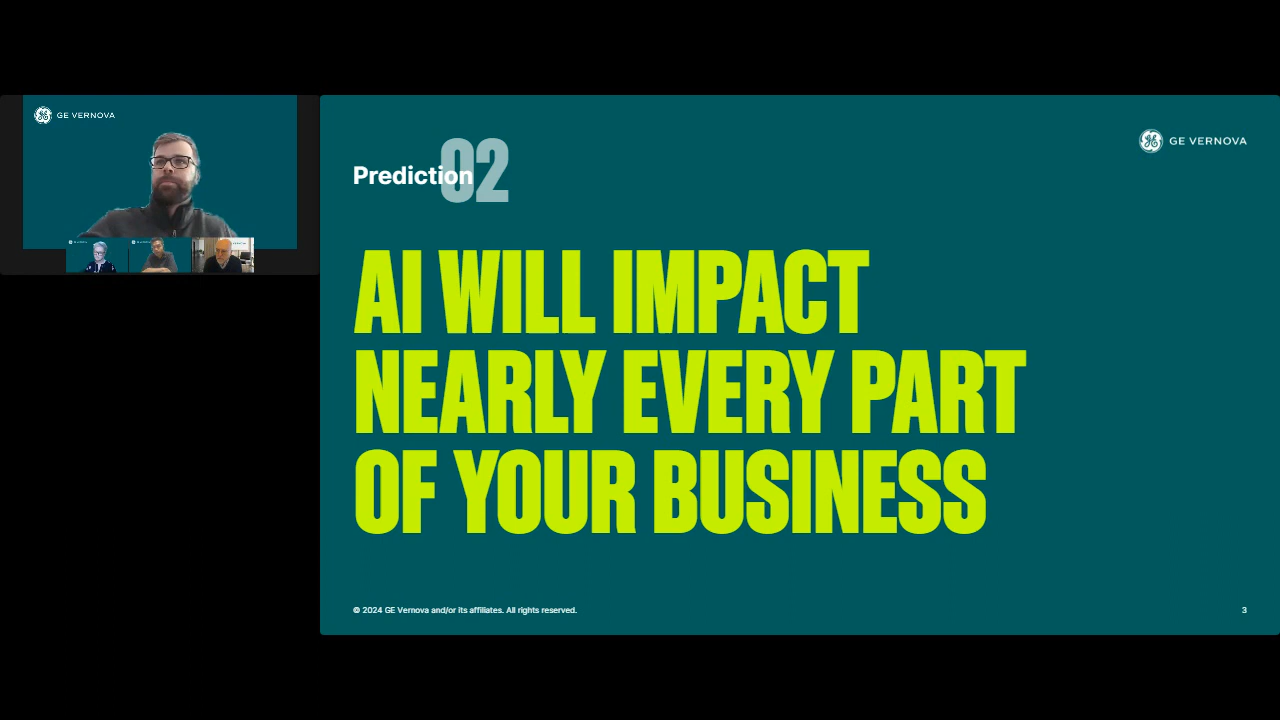 GE VERNOVA
GE VERNOVA
Prediction 02
AI WILL IMPACT
NEARLY EVERY PART
OF YOUR BUSINESS
© 2024 GE Vernova and/or its affiliates. All rights reserved.
3